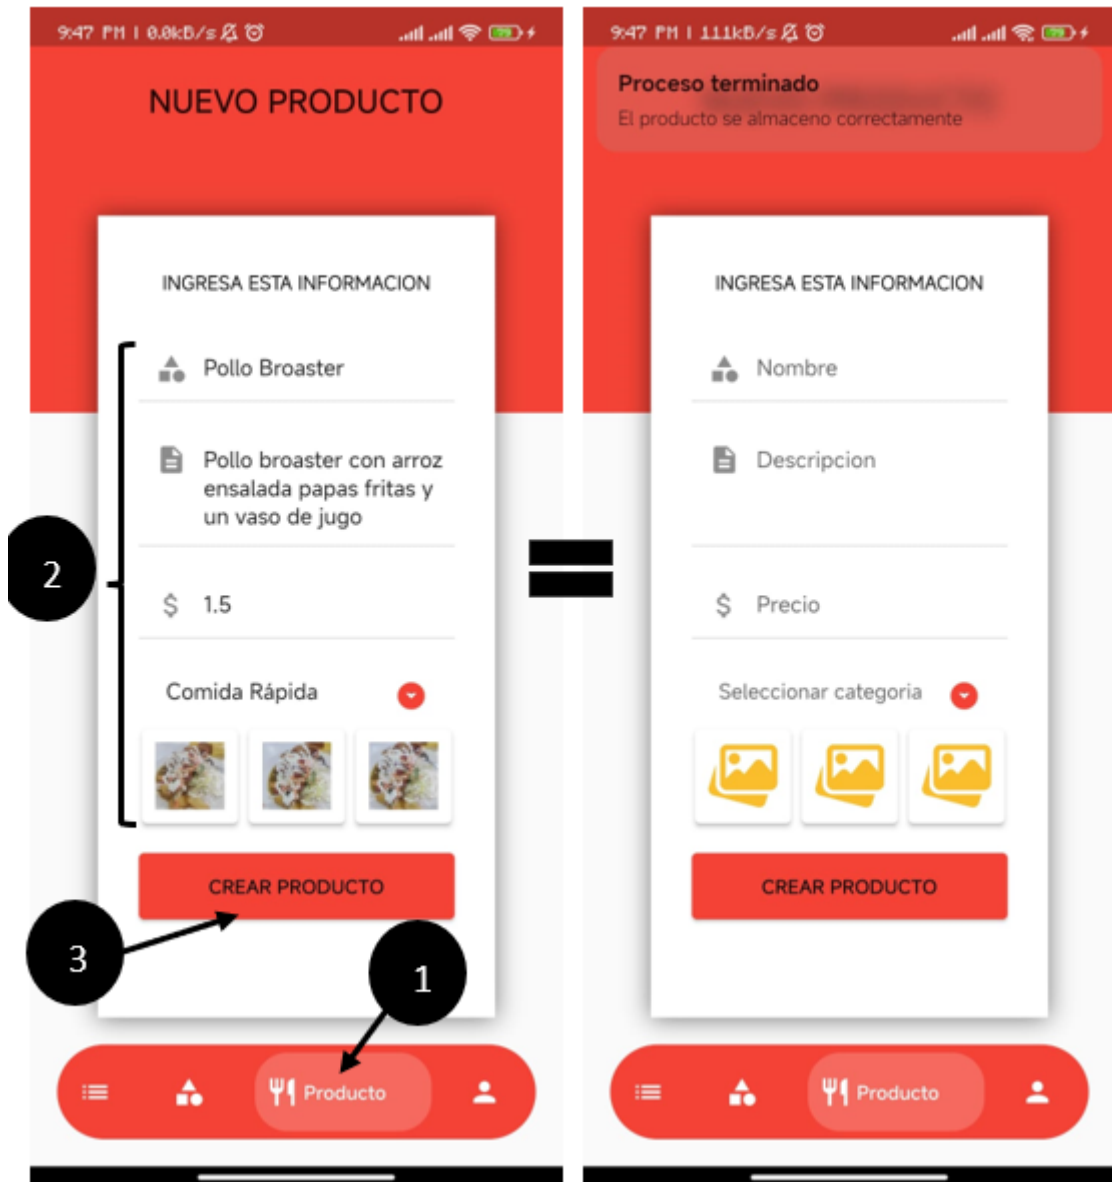 9:47 PM | 0.0kB/s
NUEVO PRODUCTO
INGRESA ESTA INFORMACION
Pollo Broaster
Pollo broaster con arroz
ensalada papas fritas y
un vaso de jugo
$ 1.5
Comida Rápida
CREAR PRODUCTO
Producto
2
3
1
=
9:47 PM | 111kB/s
Proceso terminado
El producto se almaceno correctamente
INGRESA ESTA INFORMACION
Nombre
Descripcion
$ Precio
Seleccionar categoria
CREAR PRODUCTO
Producto